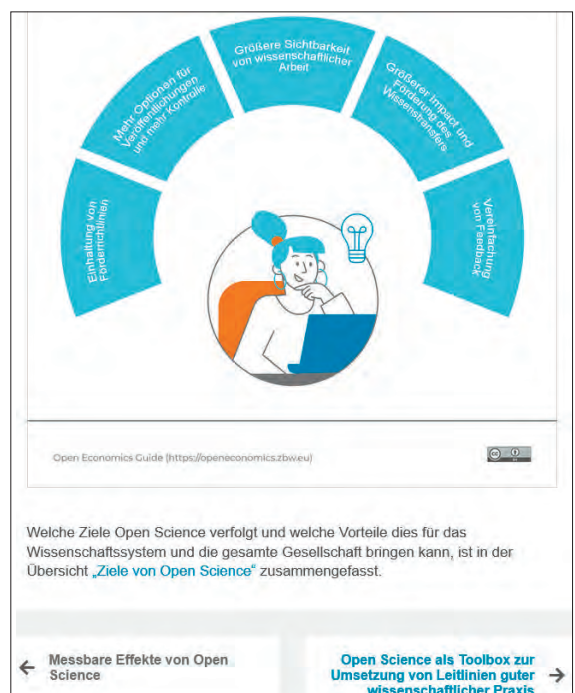 Einhaltung von
Förderrichtlinien
Mehr Optionen für
Veröffentlichungen
und mehr Kontrolle
Größere Sichtbarkeit
von wissenschaftlicher
Arbeit
Größerer Impact und
Förderung des
Wissenstransfers
Vereinfachung
von Feedback
Open Economics Guide (https://openeconomics.zbw.eu)
cc
BY
Welche Ziele Open Science verfolgt und welche Vorteile dies für das
Wissenschaftssystem und die gesamte Gesellschaft bringen kann, ist in der
Übersicht „Ziele von Open Science“ zusammengefasst.
Messbare Effekte von Open
Science
Open Science als Toolbox zur
Umsetzung von Leitlinien guter
wissenschaftlicher Praxis